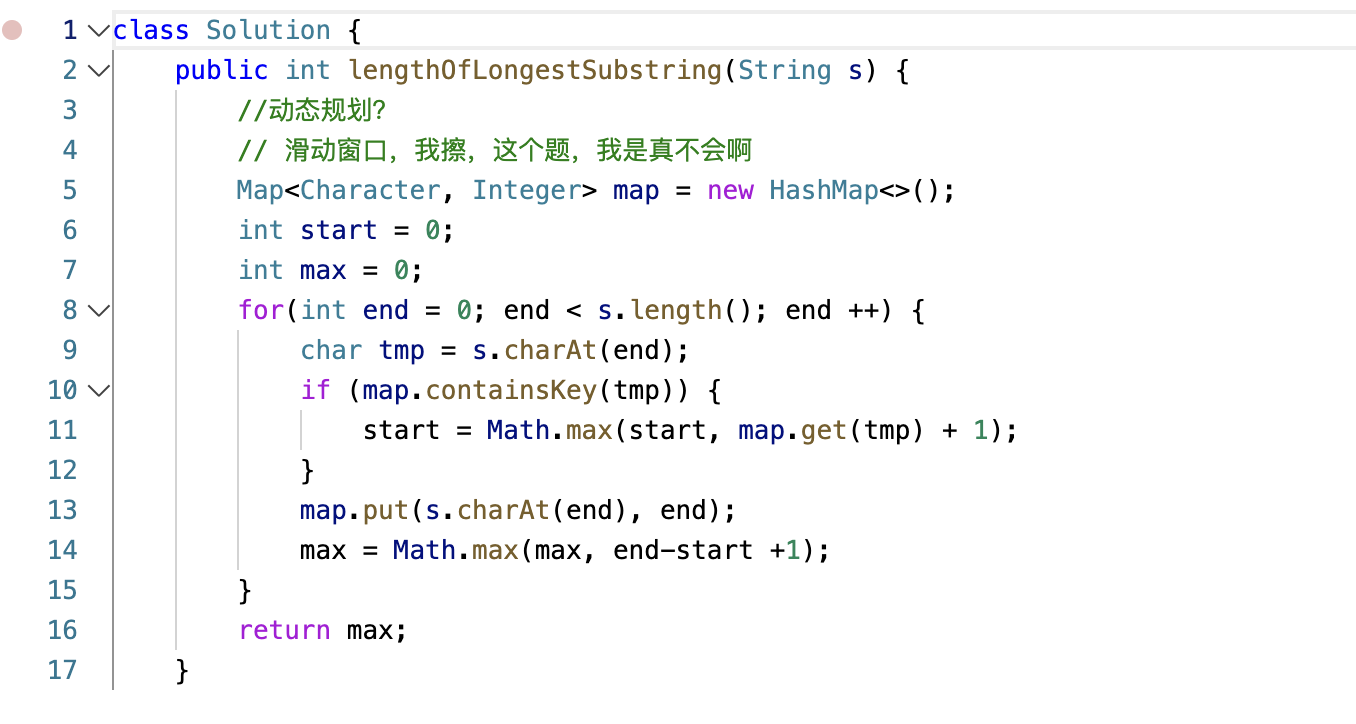 1 class Solution {
2     public int lengthOfLongestSubstring(String s) {
3         //动态规划?
4         // 滑动窗口，我擦，这个题，我是真不会啊
5         Map<Character, Integer> map = new HashMap<>();
6         int start = 0;
7         int max = 0;
8         for(int end = 0; end < s.length(); end ++) {
9             char tmp = s.charAt(end);
10             if (map.containsKey(tmp)) {
11                 start = Math.max(start, map.get(tmp) + 1);
12             }
13             map.put(s.charAt(end), end);
14             max = Math.max(max, end-start +1);
15         }
16         return max;
17     }